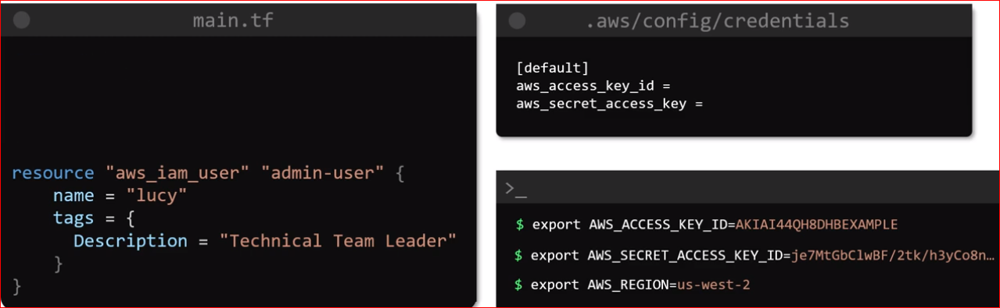 main.tf
resource "aws_iam_user" "admin-user" {
    name = "lucy"
    tags = {
      Description = "Technical Team Leader"
    }
}
.aws/config/credentials
[default]
aws_access_key_id =
aws_secret_access_key =
>_
$ export AWS_ACCESS_KEY_ID=AKIAI44QH8DHBEXAMPLE
$ export AWS_SECRET_ACCESS_KEY_ID=je7MtGbClwBF/2tk/h3yCo8n…
$ export AWS_REGION=us-west-2